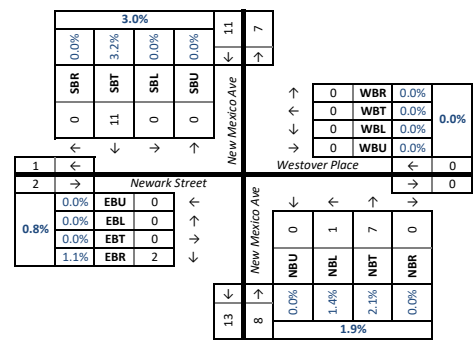 3.0%
11
7
0.0%
3.2%
0.0%
0.0%
↓
↑
SBR
SBT
SBL
SBU
0
11
0
0
←
↓
→
↑
New Mexico Ave
↑ 0 WBR 0.0%
← 0 WBT 0.0%
↓ 0 WBL 0.0%
→ 0 WBU 0.0%
0.0%
1 ←
Westover Place
← 0
2 →
Newark Street
→ 0
0.8%
0.0% EBU 0 ←
0.0% EBL 0 ↑
0.0% EBT 0 →
1.1% EBR 2 ↓
New Mexico Ave
↓
←
↑
→
0
1
7
0
NBU
NBL
NBT
NBR
↓
↑
0.0%
1.4%
2.1%
0.0%
13
8
1.9%